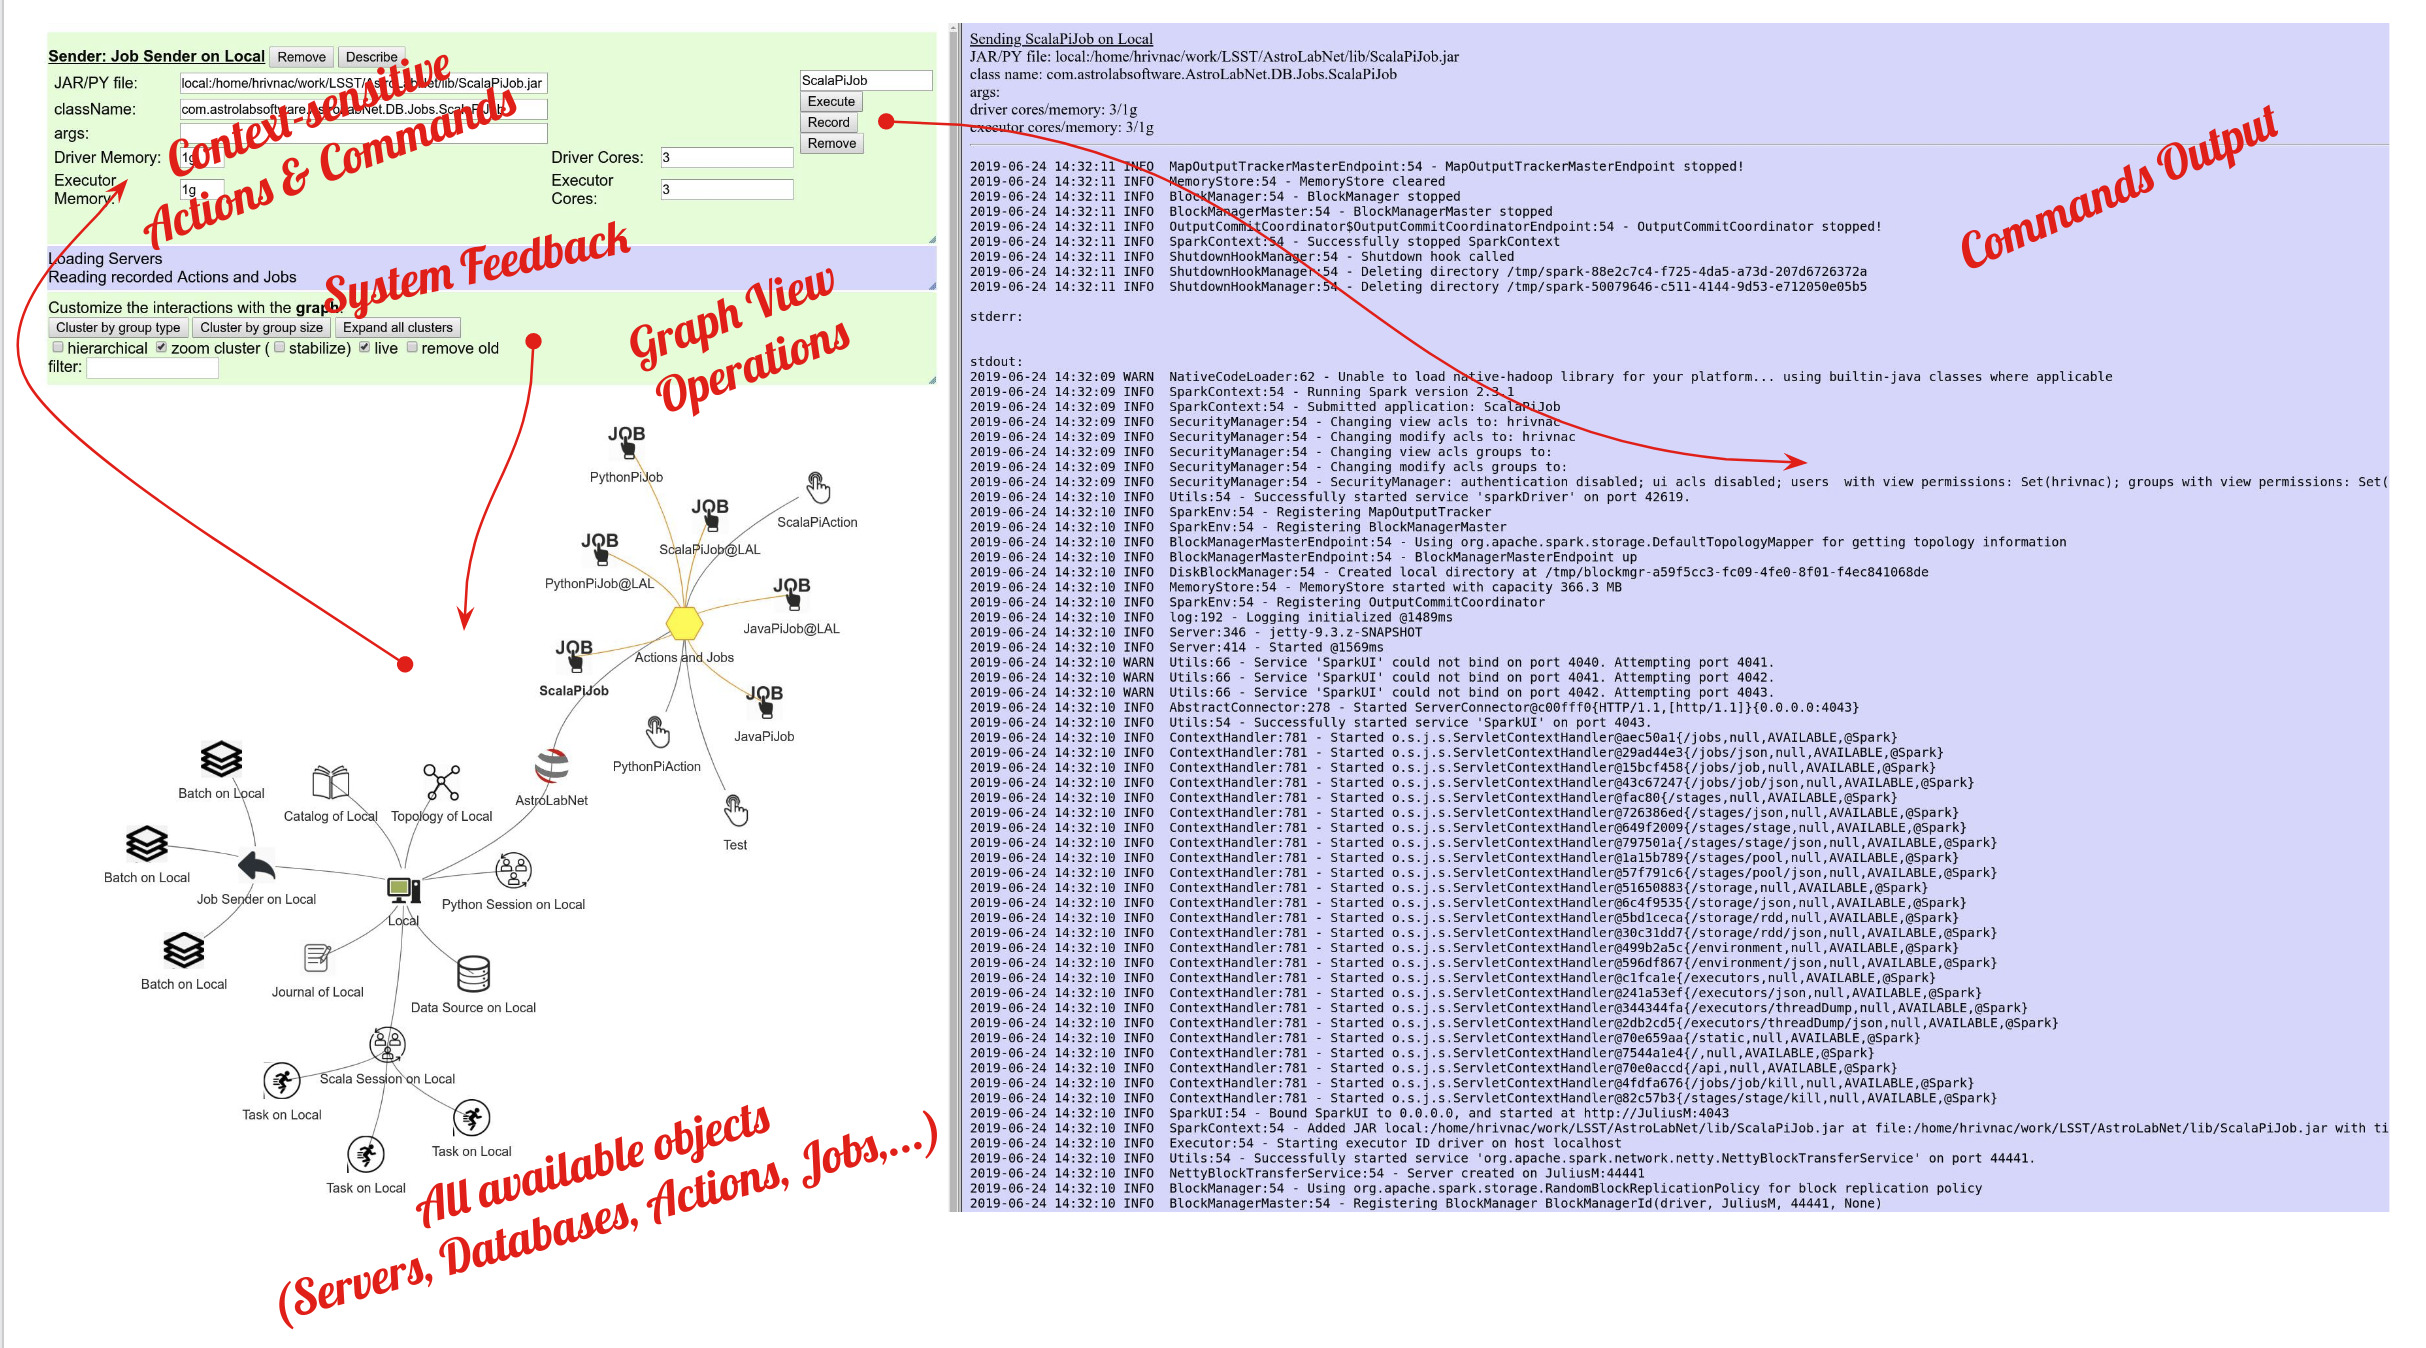 Sender: Job Sender on Local Remove Describe
JAR/PY file: local:/home/hrivnac/work/LSST/AstroLabNet/lib/ScalaPiJob.jar
className: com.astrolabsoftware.AstroLabNet.DB.Jobs.ScalaPiJob
args:
Driver Memory: 1g Driver Cores: 3
Executor Memory: 1g Executor Cores: 3
ScalaPiJob
Execute
Record
Remove
Context-sensitive
Actions & Commands
Loading Servers
Reading recorded Actions and Jobs
System Feedback
Customize the interactions with the graph.
Cluster by group type Cluster by group size Expand all clusters
hierarchical zoom cluster ( stabilize) live remove old
filter:
Graph View
Operations
JOB
PythonPiJob
ScalaPiAction
JOB
ScalaPiJob@LAL
JOB
PythonPiJob@LAL
JOB
JavaPiJob@LAL
Actions and Jobs
JOB
ScalaPiJob
JOB
JavaPiJob
PythonPiAction
AstroLabNet
Test
Batch on Local
Catalog of Local
Topology of Local
Batch on Local
Job Sender on Local
Local
Python Session on Local
Batch on Local
Journal of Local
Data Source on Local
Scala Session on Local
Task on Local
Task on Local
Task on Local
All available objects
(Servers, Databases, Actions, Jobs,...)
Sending ScalaPiJob on Local
JAR/PY file: local:/home/hrivnac/work/LSST/AstroLabNet/lib/ScalaPiJob.jar
class name: com.astrolabsoftware.AstroLabNet.DB.Jobs.ScalaPiJob
args:
driver cores/memory: 3/1g
executor cores/memory: 3/1g
Commands Output
2019-06-24 14:32:11 INFO MapOutputTrackerMasterEndpoint:54 - MapOutputTrackerMasterEndpoint stopped!
2019-06-24 14:32:11 INFO MemoryStore:54 - MemoryStore cleared
2019-06-24 14:32:11 INFO BlockManager:54 - BlockManager stopped
2019-06-24 14:32:11 INFO BlockManagerMaster:54 - BlockManagerMaster stopped
2019-06-24 14:32:11 INFO OutputCommitCoordinator$OutputCommitCoordinatorEndpoint:54 - OutputCommitCoordinator stopped!
2019-06-24 14:32:11 INFO SparkContext:54 - Successfully stopped SparkContext
2019-06-24 14:32:11 INFO ShutdownHookManager:54 - Shutdown hook called
2019-06-24 14:32:11 INFO ShutdownHookManager:54 - Deleting directory /tmp/spark-88e2c7c4-f725-4da5-a73d-207d6726372a
2019-06-24 14:32:11 INFO ShutdownHookManager:54 - Deleting directory /tmp/spark-50079646-c511-4144-9d53-e712050e05b5
stderr:
stdout:
2019-06-24 14:32:09 WARN NativeCodeLoader:62 - Unable to load native-hadoop library for your platform... using builtin-java classes where applicable
2019-06-24 14:32:09 INFO SparkContext:54 - Running Spark version 2.3.1
2019-06-24 14:32:09 INFO SparkContext:54 - Submitted application: ScalaPiJob
2019-06-24 14:32:09 INFO SecurityManager:54 - Changing view acls to: hrivnac
2019-06-24 14:32:09 INFO SecurityManager:54 - Changing modify acls to: hrivnac
2019-06-24 14:32:09 INFO SecurityManager:54 - Changing view acls groups to:
2019-06-24 14:32:09 INFO SecurityManager:54 - Changing modify acls groups to:
2019-06-24 14:32:09 INFO SecurityManager:54 - SecurityManager: authentication disabled; ui acls disabled; users with view permissions: Set(hrivnac); groups with view permissions: Set(
2019-06-24 14:32:10 INFO Utils:54 - Successfully started service 'sparkDriver' on port 42619.
2019-06-24 14:32:10 INFO SparkEnv:54 - Registering MapOutputTracker
2019-06-24 14:32:10 INFO SparkEnv:54 - Registering BlockManagerMaster
2019-06-24 14:32:10 INFO BlockManagerMasterEndpoint:54 - Using org.apache.spark.storage.DefaultTopologyMapper for getting topology information
2019-06-24 14:32:10 INFO BlockManagerMasterEndpoint:54 - BlockManagerMasterEndpoint up
2019-06-24 14:32:10 INFO DiskBlockManager:54 - Created local directory at /tmp/blockmgr-a59f5cc3-fc09-4fe0-8f01-f4ec841068de
2019-06-24 14:32:10 INFO MemoryStore:54 - MemoryStore started with capacity 366.3 MB
2019-06-24 14:32:10 INFO SparkEnv:54 - Registering OutputCommitCoordinator
2019-06-24 14:32:10 INFO log:192 - Logging initialized @1489ms
2019-06-24 14:32:10 INFO Server:346 - jetty-9.3.z-SNAPSHOT
2019-06-24 14:32:10 INFO Server:414 - Started @1569ms
2019-06-24 14:32:10 WARN Utils:66 - Service 'SparkUI' could not bind on port 4040. Attempting port 4041.
2019-06-24 14:32:10 WARN Utils:66 - Service 'SparkUI' could not bind on port 4041. Attempting port 4042.
2019-06-24 14:32:10 WARN Utils:66 - Service 'SparkUI' could not bind on port 4042. Attempting port 4043.
2019-06-24 14:32:10 INFO AbstractConnector:278 - Started ServerConnector@c00fff0{HTTP/1.1,[http/1.1]}{0.0.0.0:4043}
2019-06-24 14:32:10 INFO Utils:54 - Successfully started service 'SparkUI' on port 4043.
2019-06-24 14:32:10 INFO ContextHandler:781 - Started o.s.j.s.ServletContextHandler@aec50a1{/jobs,null,AVAILABLE,@Spark}
2019-06-24 14:32:10 INFO ContextHandler:781 - Started o.s.j.s.ServletContextHandler@29ad44e3{/jobs/json,null,AVAILABLE,@Spark}
2019-06-24 14:32:10 INFO ContextHandler:781 - Started o.s.j.s.ServletContextHandler@15bcf458{/jobs/job,null,AVAILABLE,@Spark}
2019-06-24 14:32:10 INFO ContextHandler:781 - Started o.s.j.s.ServletContextHandler@43c67247{/jobs/job/json,null,AVAILABLE,@Spark}
2019-06-24 14:32:10 INFO ContextHandler:781 - Started o.s.j.s.ServletContextHandler@fac80{/stages,null,AVAILABLE,@Spark}
2019-06-24 14:32:10 INFO ContextHandler:781 - Started o.s.j.s.ServletContextHandler@726386ed{/stages/json,null,AVAILABLE,@Spark}
2019-06-24 14:32:10 INFO ContextHandler:781 - Started o.s.j.s.ServletContextHandler@649f2009{/stages/stage,null,AVAILABLE,@Spark}
2019-06-24 14:32:10 INFO ContextHandler:781 - Started o.s.j.s.ServletContextHandler@797501a{/stages/stage/json,null,AVAILABLE,@Spark}
2019-06-24 14:32:10 INFO ContextHandler:781 - Started o.s.j.s.ServletContextHandler@1a15b789{/stages/pool,null,AVAILABLE,@Spark}
2019-06-24 14:32:10 INFO ContextHandler:781 - Started o.s.j.s.ServletContextHandler@57f791c6{/stages/pool/json,null,AVAILABLE,@Spark}
2019-06-24 14:32:10 INFO ContextHandler:781 - Started o.s.j.s.ServletContextHandler@51650883{/storage,null,AVAILABLE,@Spark}
2019-06-24 14:32:10 INFO ContextHandler:781 - Started o.s.j.s.ServletContextHandler@6c4f9535{/storage/json,null,AVAILABLE,@Spark}
2019-06-24 14:32:10 INFO ContextHandler:781 - Started o.s.j.s.ServletContextHandler@5bd1ceca{/storage/rdd,null,AVAILABLE,@Spark}
2019-06-24 14:32:10 INFO ContextHandler:781 - Started o.s.j.s.ServletContextHandler@30c31dd7{/storage/rdd/json,null,AVAILABLE,@Spark}
2019-06-24 14:32:10 INFO ContextHandler:781 - Started o.s.j.s.ServletContextHandler@499b2a5c{/environment,null,AVAILABLE,@Spark}
2019-06-24 14:32:10 INFO ContextHandler:781 - Started o.s.j.s.ServletContextHandler@596df867{/environment/json,null,AVAILABLE,@Spark}
2019-06-24 14:32:10 INFO ContextHandler:781 - Started o.s.j.s.ServletContextHandler@c1fca1e{/executors,null,AVAILABLE,@Spark}
2019-06-24 14:32:10 INFO ContextHandler:781 - Started o.s.j.s.ServletContextHandler@241a53ef{/executors/json,null,AVAILABLE,@Spark}
2019-06-24 14:32:10 INFO ContextHandler:781 - Started o.s.j.s.ServletContextHandler@344344fa{/executors/threadDump,null,AVAILABLE,@Spark}
2019-06-24 14:32:10 INFO ContextHandler:781 - Started o.s.j.s.ServletContextHandler@2db2cd5{/executors/threadDump/json,null,AVAILABLE,@Spark}
2019-06-24 14:32:10 INFO ContextHandler:781 - Started o.s.j.s.ServletContextHandler@70e659aa{/static,null,AVAILABLE,@Spark}
2019-06-24 14:32:10 INFO ContextHandler:781 - Started o.s.j.s.ServletContextHandler@7544a1e4{/,null,AVAILABLE,@Spark}
2019-06-24 14:32:10 INFO ContextHandler:781 - Started o.s.j.s.ServletContextHandler@70e0accd{/api,null,AVAILABLE,@Spark}
2019-06-24 14:32:10 INFO ContextHandler:781 - Started o.s.j.s.ServletContextHandler@4fdfa676{/jobs/job/kill,null,AVAILABLE,@Spark}
2019-06-24 14:32:10 INFO ContextHandler:781 - Started o.s.j.s.ServletContextHandler@82c57b3{/stages/stage/kill,null,AVAILABLE,@Spark}
2019-06-24 14:32:10 INFO SparkUI:54 - Bound SparkUI to 0.0.0.0, and started at http://JuliusM:4043
2019-06-24 14:32:10 INFO SparkContext:54 - Added JAR local:/home/hrivnac/work/LSST/AstroLabNet/lib/ScalaPiJob.jar at file:/home/hrivnac/work/LSST/AstroLabNet/lib/ScalaPiJob.jar with ti
2019-06-24 14:32:10 INFO Executor:54 - Starting executor ID driver on host localhost
2019-06-24 14:32:10 INFO Utils:54 - Successfully started service 'org.apache.spark.network.netty.NettyBlockTransferService' on port 44441.
2019-06-24 14:32:10 INFO NettyBlockTransferService:54 - Server created on JuliusM:44441
2019-06-24 14:32:10 INFO BlockManager:54 - Using org.apache.spark.storage.RandomBlockReplicationPolicy for block replication policy
2019-06-24 14:32:10 INFO BlockManagerMaster:54 - Registering BlockManager BlockManagerId(driver, JuliusM, 44441, None)